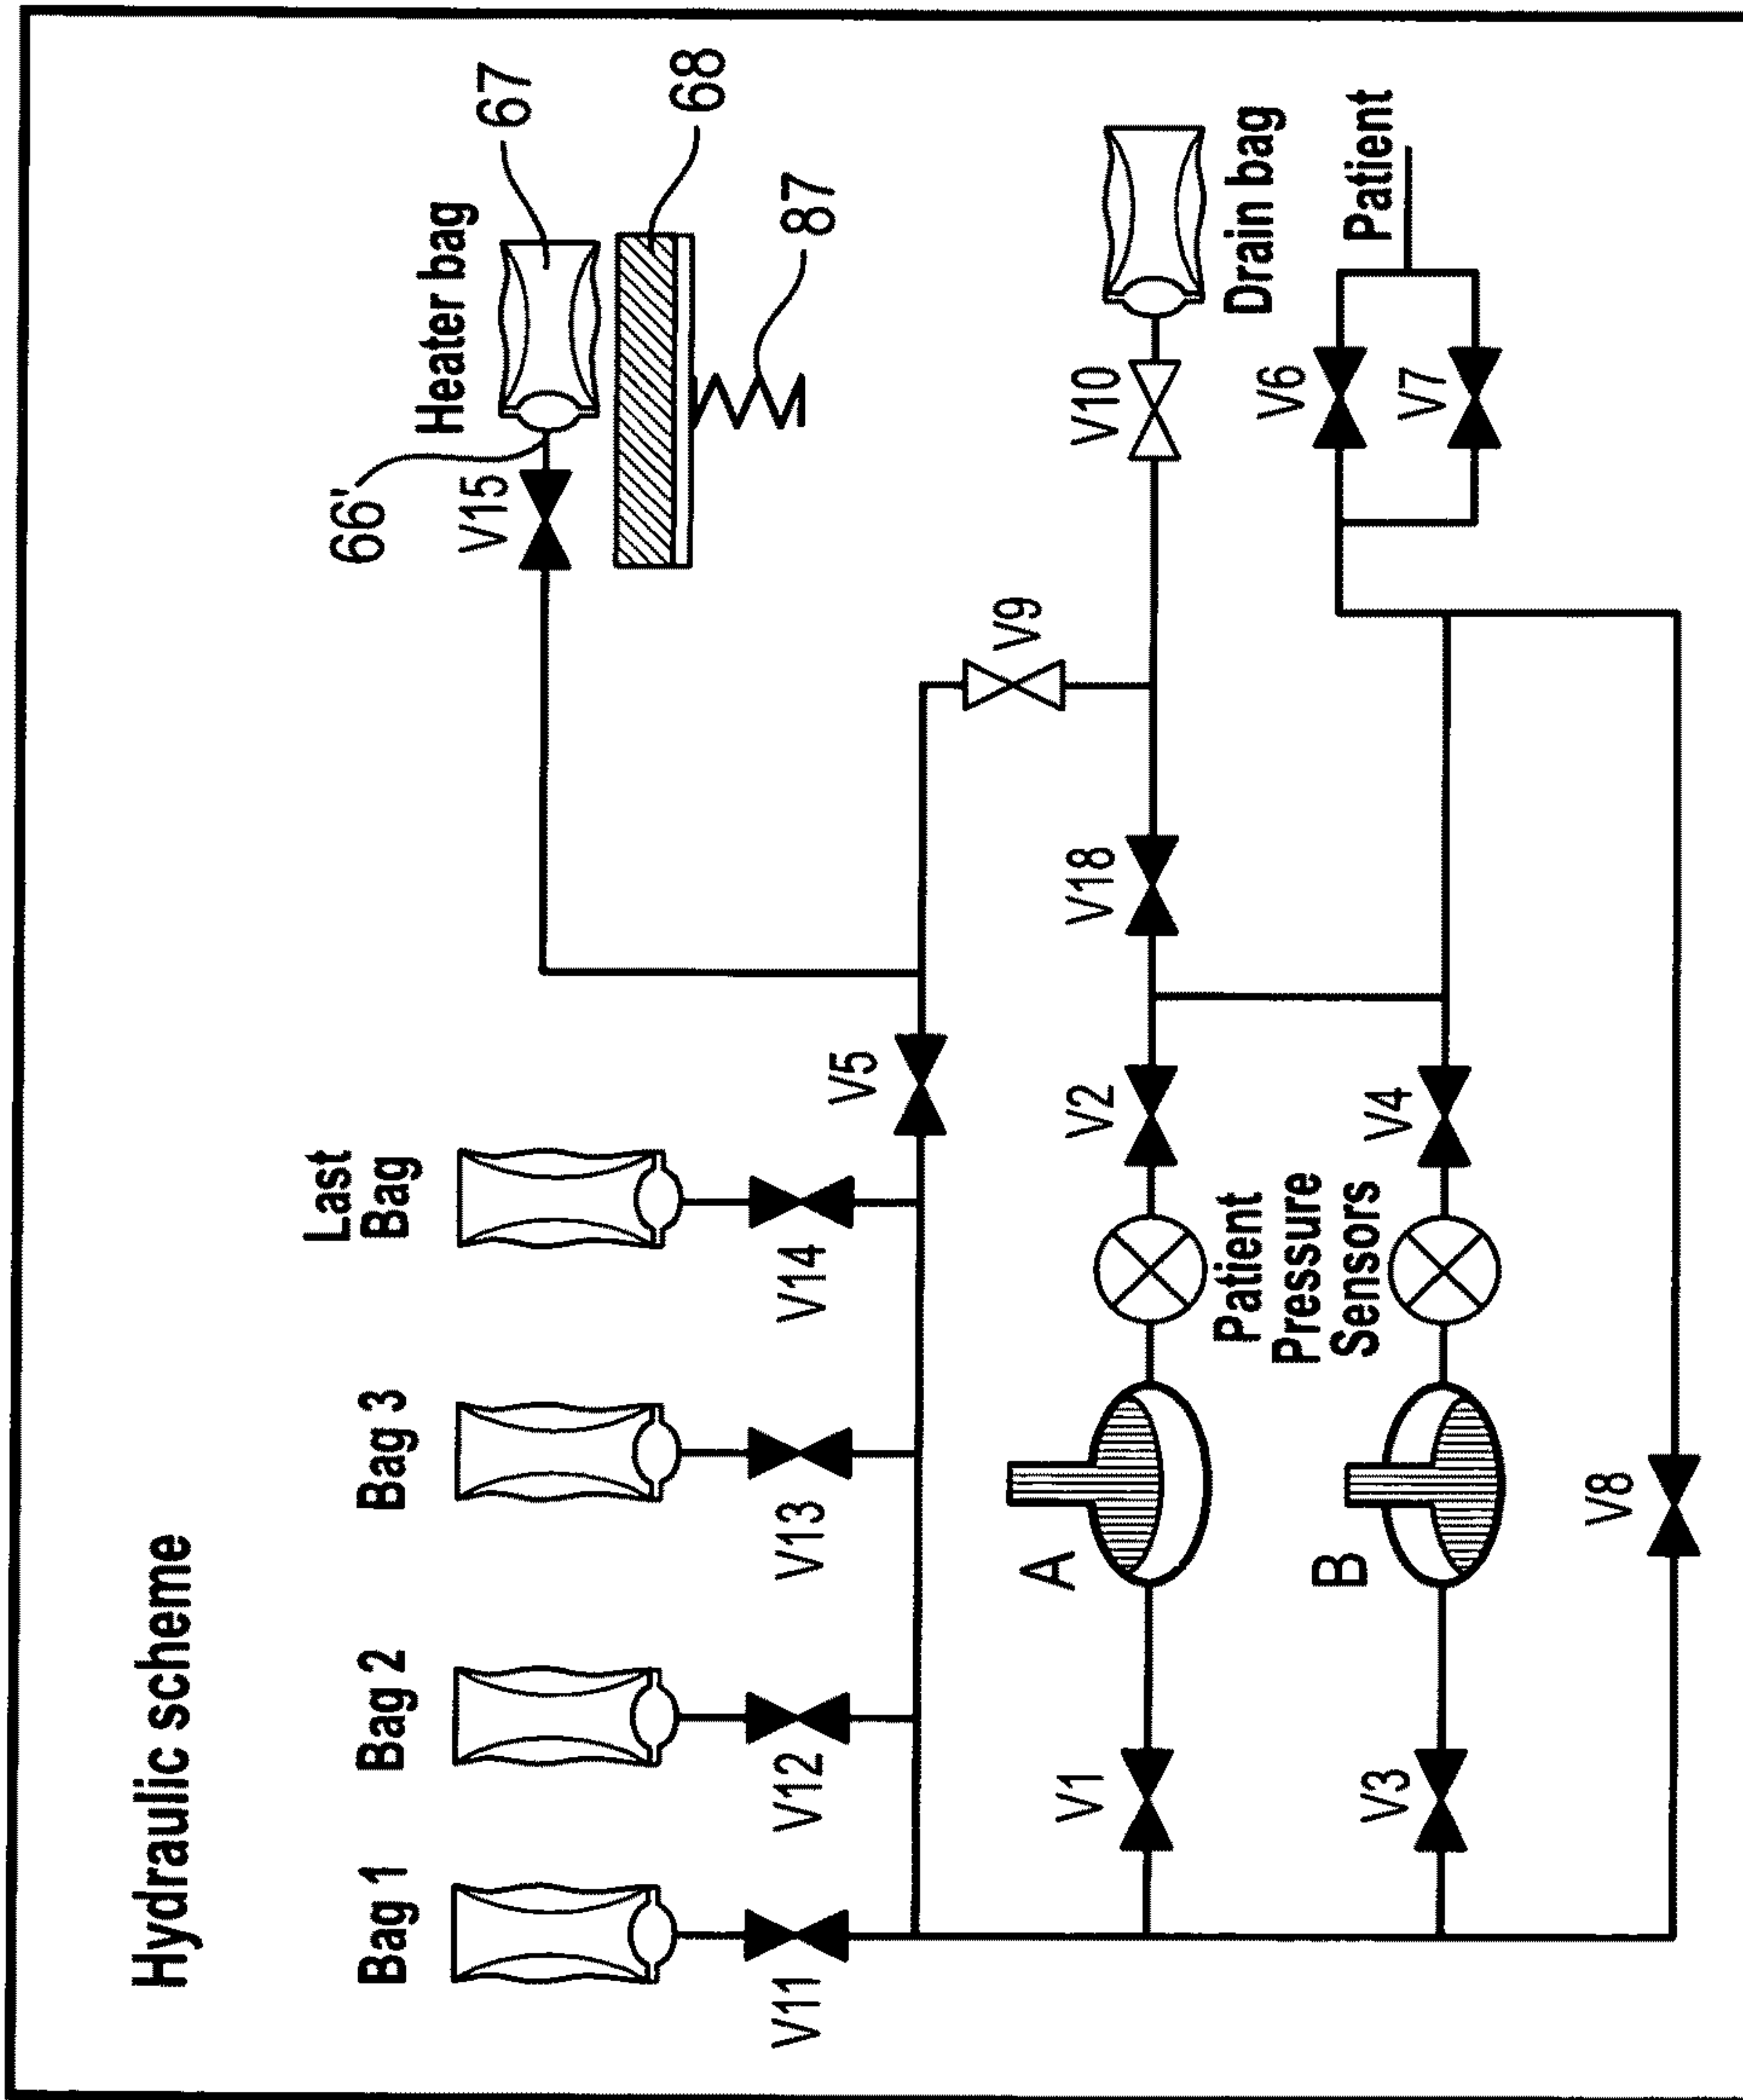 Hydraulic scheme
Bag 1
Bag 2
Bag 3
Last
Bag
Heater bag
66'
67
68
87
V11
V12
V13
V14
V15
V5
V9
V10
V18
Drain bag
A
B
V1
V2
V3
V4
Patient
Pressure
Sensors
V6
V7
Patient
V8